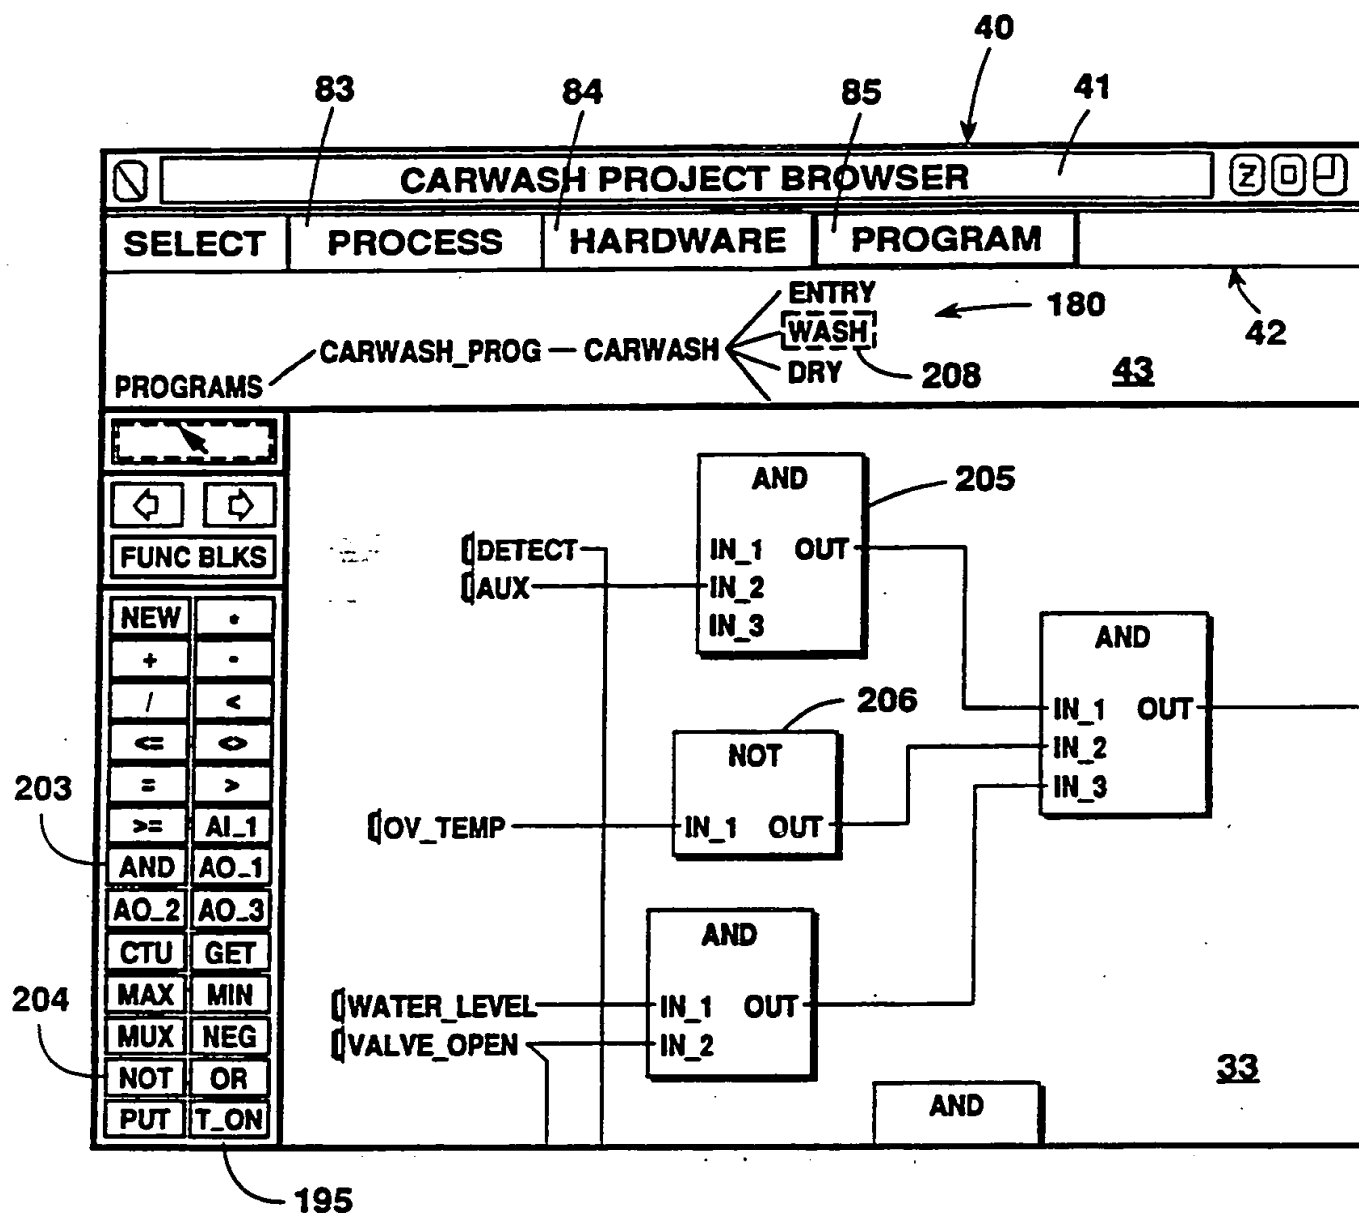 40
83
84
85
41
CARWASH PROJECT BROWSER
Z
SELECT
PROCESS
HARDWARE
PROGRAM
42
ENTRY
180
WASH
CARWASH_PROG
CARWASH
208
43
DRY
PROGRAMS
FUNC BLKS
NEW *
+ -
/ <
<= <>
= >
>= AI_1
AND AO_1
AO_2 AO_3
CTU GET
MAX MIN
MUX NEG
NOT OR
PUT T_ON
203
204
195
AND
205
DETECT
IN_1 OUT
AUX
IN_2
IN_3
206
NOT
OV_TEMP
IN_1 OUT
AND
IN_1 OUT
IN_2
IN_3
AND
WATER_LEVEL
IN_1 OUT
VALVE_OPEN
IN_2
33
AND